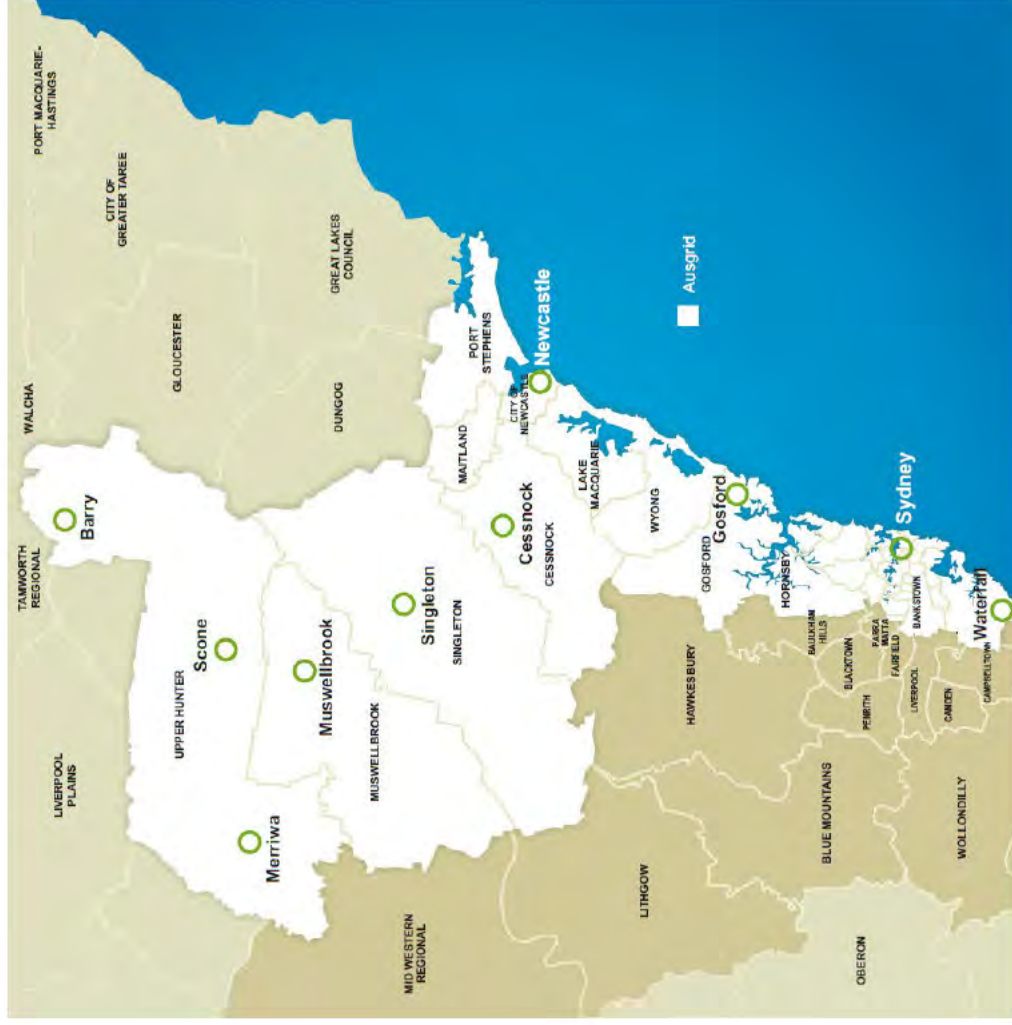 PORT MACQUARIE-
HASTINGS
CITY OF
GREATER TAREE
WALCHA
GLOUCESTER
GREAT LAKES
COUNCIL
DUNGOG
TAMWORTH
REGIONAL
LIVERPOOL
PLAINS
Barry
UPPER HUNTER
Scone
Merriwa
Muswellbrook
MUSWELLBROOK
Singleton
SINGLETON
PORT
STEPHENS
MAITLAND
CITY OF
NEWCASTLE
Newcastle
Cessnock
CESSNOCK
LAKE
MACQUARIE
WYONG
Gosford
GOSFORD
HORNSBY
Ausgrid
Sydney
BAULKHAM
HILLS
PARRA
MATTA
BLACKTOWN
FAIRFIELD
BANKSTOWN
PENRITH
LIVERPOOL
CAMDEN
CAMPBELLTOWN
Waterfall
HAWKESBURY
BLUE MOUNTAINS
WOLLONDILLY
LITHGOW
MID WESTERN
REGIONAL
OBERON